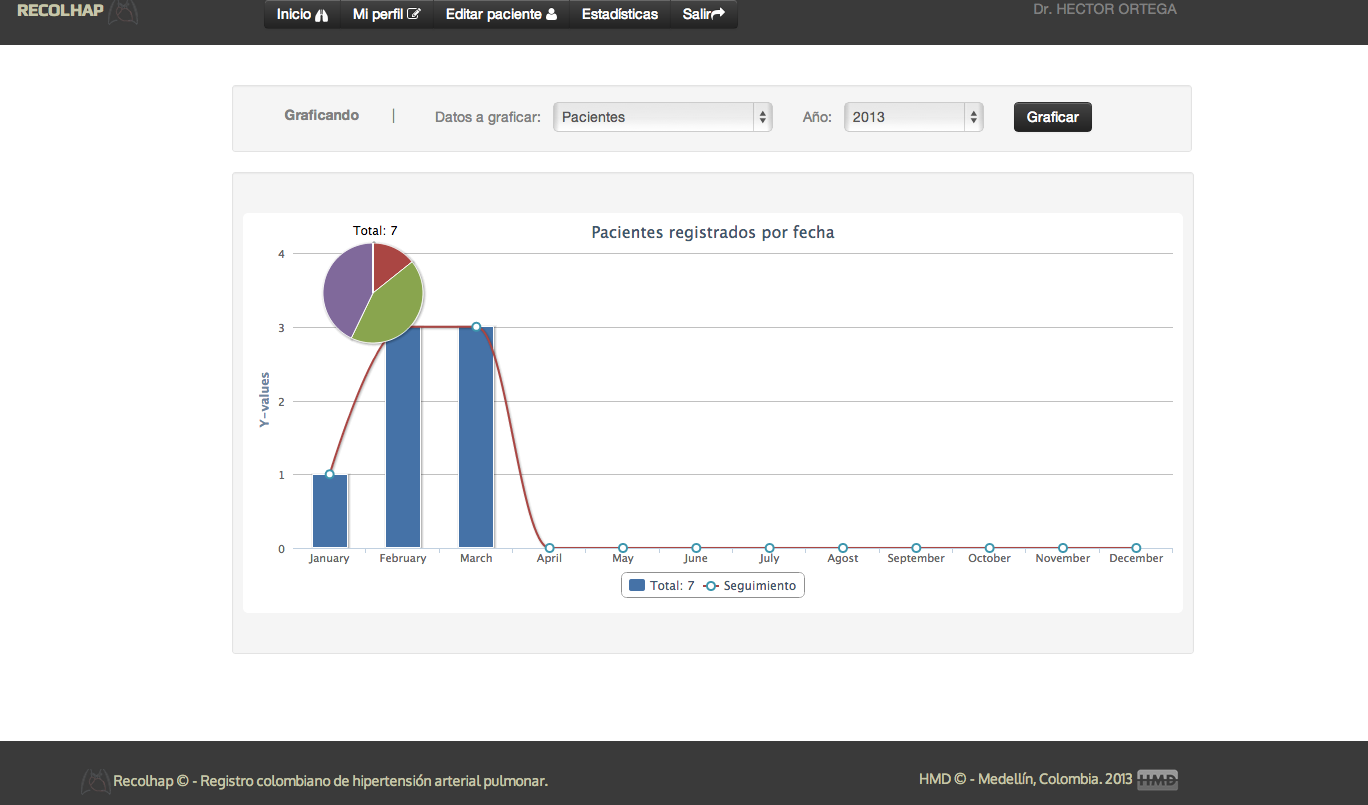 RECOLHAP Inicio Mi perfil Editar paciente Estadísticas Salir Dr. HECTOR ORTEGA
Graficando | Datos a graficar: Pacientes Año: 2013 Graficar
Total: 7 Pacientes registrados por fecha
4
3
2
1
0
Y-values
January February March April May June July Agost September October November December
Total: 7 Seguimiento
Recolhap © - Registro colombiano de hipertensión arterial pulmonar. HMD © - Medellín, Colombia. 2013 HMD